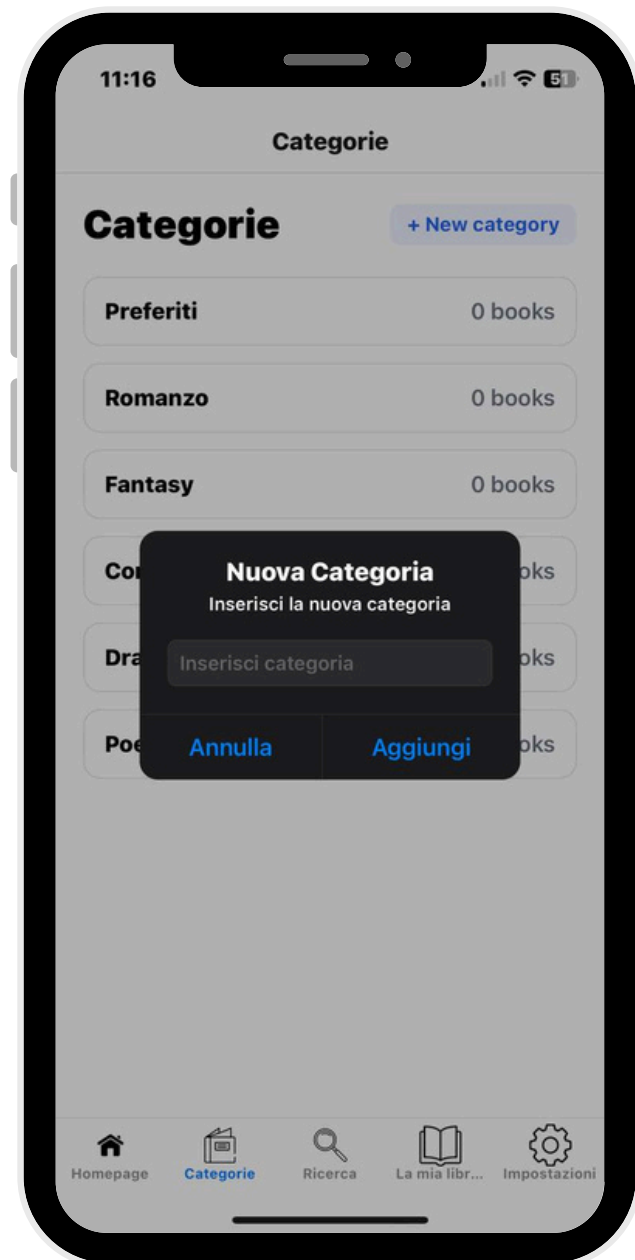 11:16
51
Categorie
Categorie
+ New category
Preferiti
0 books
Romanzo
0 books
Fantasy
0 books
Nuova Categoria
Inserisci la nuova categoria
Inserisci categoria
Annulla
Aggiungi
Homepage
Categorie
Ricerca
La mia libr...
Impostazioni